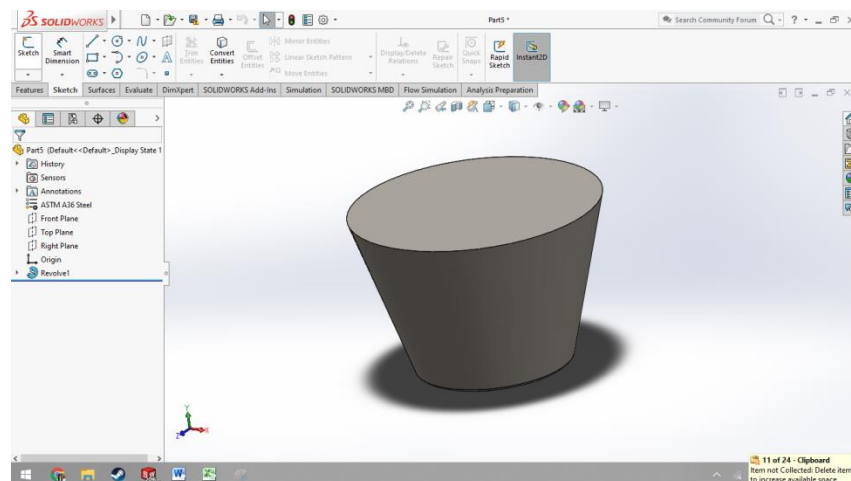 SOLIDWORKS
Part5 *
Search Community Forum
Sketch
Smart Dimension
Trim Entities
Convert Entities
Offset Entities
Mirror Entities
Linear Sketch Pattern
Move Entities
Display/Delete Relations
Repair Sketch
Quick Snaps
Rapid Sketch
Instant2D
Features Sketch Surfaces Evaluate DimXpert SOLIDWORKS Add-Ins Simulation SOLIDWORKS MBD Flow Simulation Analysis Preparation
Part5 (Default<<Default>_Display State 1
History
Sensors
Annotations
ASTM A36 Steel
Front Plane
Top Plane
Right Plane
Origin
Revolve1
Y
Z
X
11 of 24 - Clipboard
Item not Collected: Delete item
to increase available space